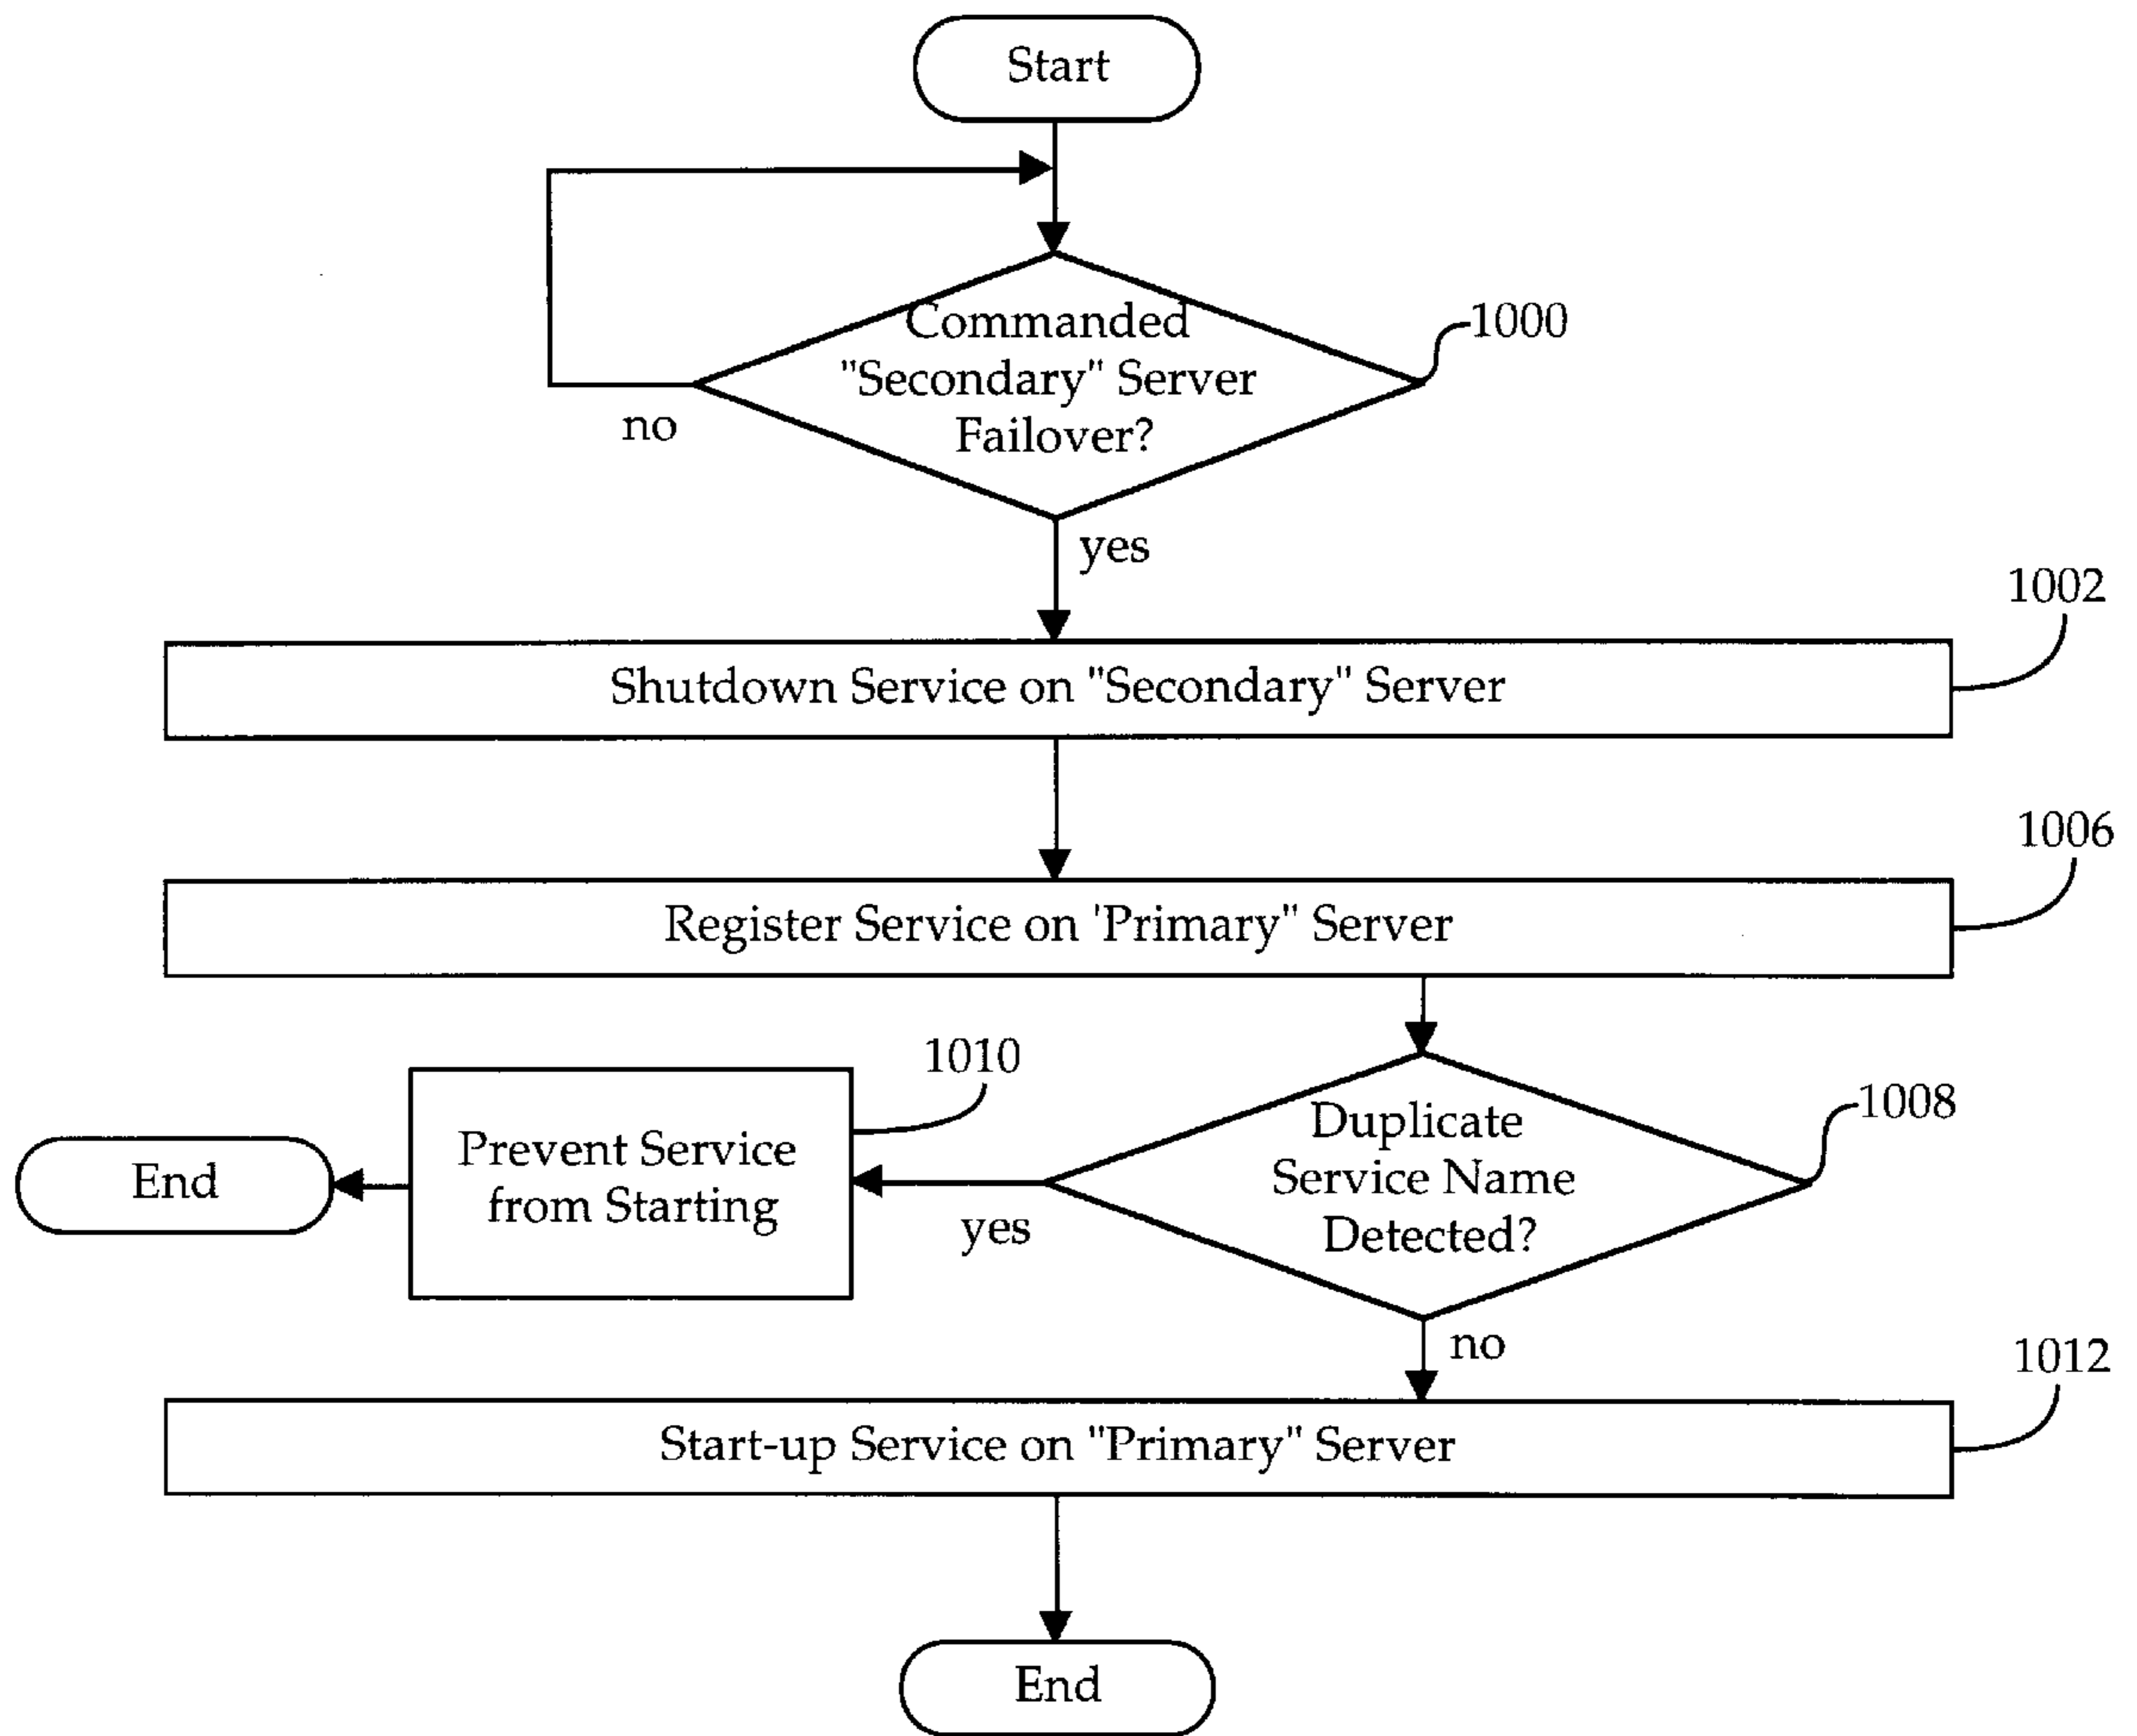 Start
Commanded
"Secondary" Server
Failover?
1000
no
yes
1002
Shutdown Service on "Secondary" Server
1006
Register Service on 'Primary" Server
1010
Prevent Service
from Starting
End
Duplicate
Service Name
Detected?
1008
yes
no
1012
Start-up Service on "Primary" Server
End